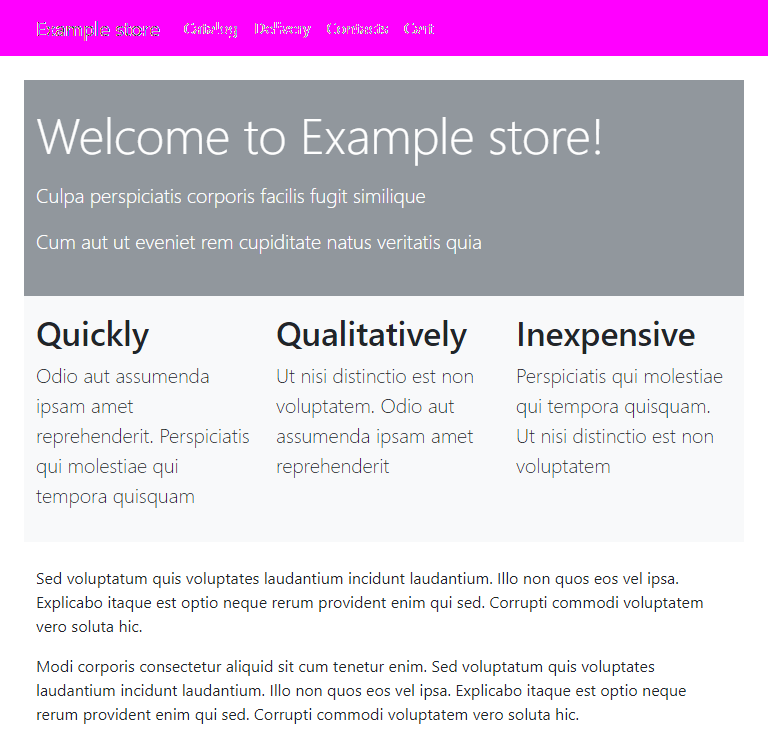 Example store Catalog Delivery Contacts Cart
Welcome to Example store!
Culpa perspiciatis corporis facilis fugit similique
Cum aut ut eveniet rem cupiditate natus veritatis quia
Quickly
Odio aut assumenda
ipsam amet
reprehenderit. Perspiciatis
qui molestiae qui
tempora quisquam
Qualitatively
Ut nisi distinctio est non
voluptatem. Odio aut
assumenda ipsam amet
reprehenderit
Inexpensive
Perspiciatis qui molestiae
qui tempora quisquam.
Ut nisi distinctio est non
voluptatem
Sed voluptatum quis voluptates laudantium incidunt laudantium. Illo non quos eos vel ipsa.
Explicabo itaque est optio neque rerum provident enim qui sed. Corrupti commodi voluptatem
vero soluta hic.
Modi corporis consectetur aliquid sit cum tenetur enim. Sed voluptatum quis voluptates
laudantium incidunt laudantium. Illo non quos eos vel ipsa. Explicabo itaque est optio neque
rerum provident enim qui sed. Corrupti commodi voluptatem vero soluta hic.